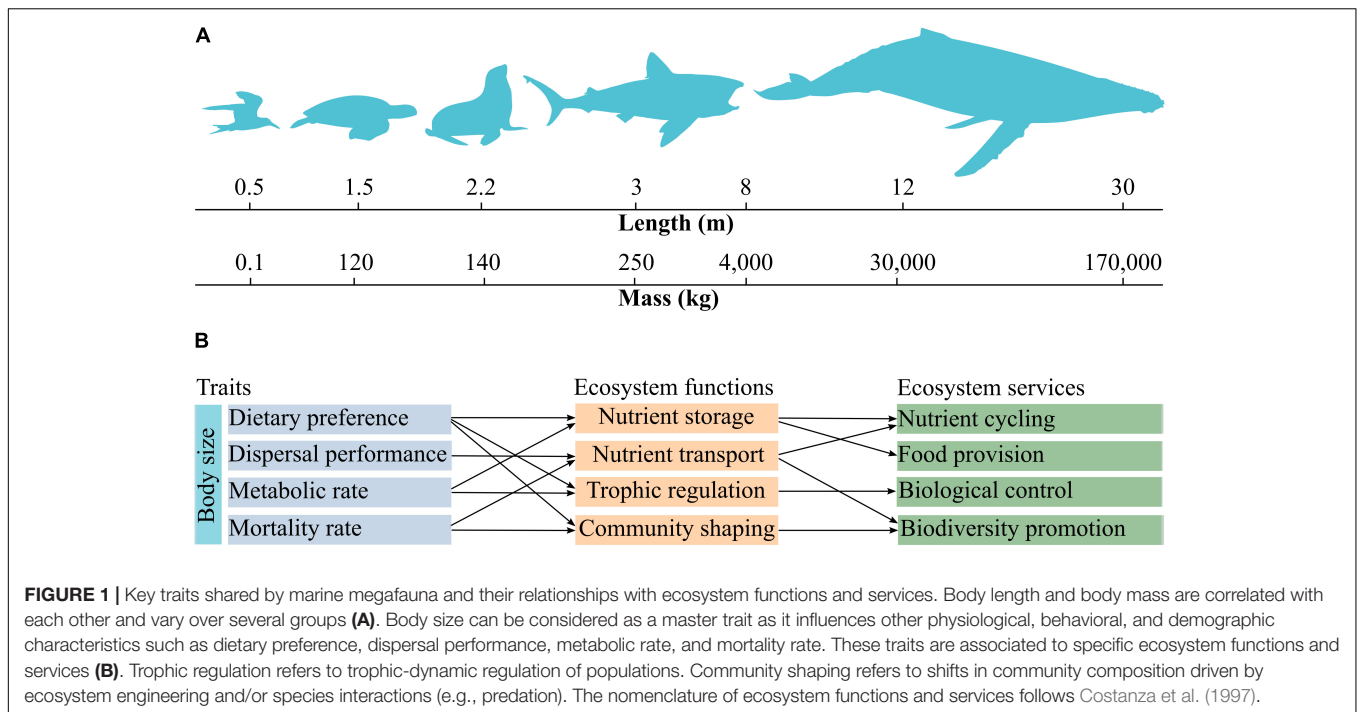 A
0.5 1.5 2.2 3 8 12 30
Length (m)
0.1 120 140 250 4,000 30,000 170,000
Mass (kg)
B
Traits Ecosystem functions Ecosystem services
Body size
Dietary preference Nutrient storage Nutrient cycling
Dispersal performance Nutrient transport Food provision
Metabolic rate Trophic regulation Biological control
Mortality rate Community shaping Biodiversity promotion
FIGURE 1 | Key traits shared by marine megafauna and their relationships with ecosystem functions and services. Body length and body mass are correlated with
each other and vary over several groups (A). Body size can be considered as a master trait as it influences other physiological, behavioral, and demographic
characteristics such as dietary preference, dispersal performance, metabolic rate, and mortality rate. These traits are associated to specific ecosystem functions and
services (B). Trophic regulation refers to trophic-dynamic regulation of populations. Community shaping refers to shifts in community composition driven by
ecosystem engineering and/or species interactions (e.g., predation). The nomenclature of ecosystem functions and services follows Costanza et al. (1997).